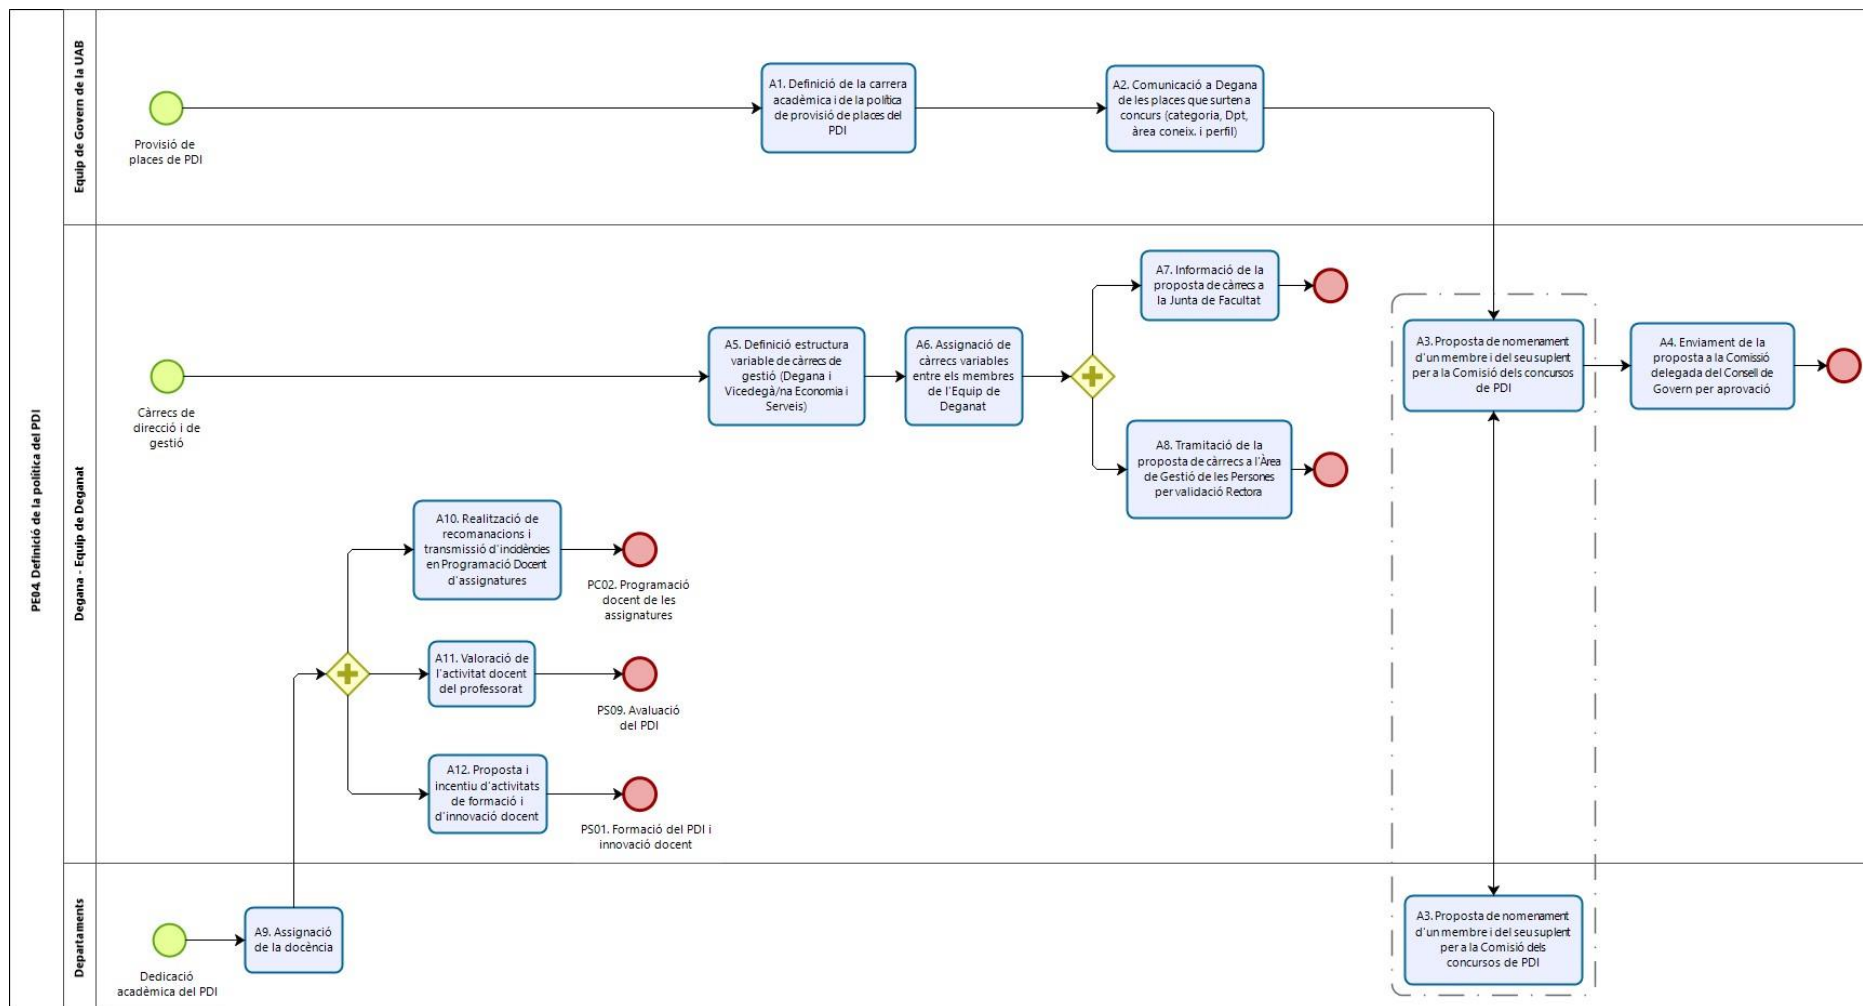 PE04. Definició de la política del PDI
Equip de Govern de la UAB
Provisió de
places de PDI
A1. Definició de la carrera
acadèmica i de la política
de provisió de places del
PDI
A2. Comunicació a Degana
de les places que surten a
concurs (categoria, Dpt,
àrea coneix. i perfil)
Degana - Equip de Deganat
Càrrecs de
direcció i de
gestió
A5. Definició estructura
variable de càrrecs de
gestió (Degana i
Vicedegà/na Economia i
Serveis)
A6. Assignació de
càrrecs variables
entre els membres
de l'Equip de
Deganat
A7. Informació de la
proposta de càrrecs a
la Junta de Facultat
A8. Tramitació de la
proposta de càrrecs a l'Àrea
de Gestió de les Persones
per validació Rectora
A3. Proposta de nomenament
d'un membre i del seu suplent
per a la Comisió dels concursos
de PDI
A4. Enviament de la
proposta a la Comissió
delegada del Consell de
Govern per aprovació
A10. Realització de
recomanacions i
transmissió d'incidències
en Programació Docent
d'assignatures
PC02. Programació
docent de les
assignatures
A11. Valoració de
l'activitat docent
del professorat
PS09. Avaluació
del PDI
A12. Proposta i
incentiu d'activitats
de formació i
d'innovació docent
PS01. Formació del PDI i
innovació docent
Departaments
Dedicació
acadèmica del PDI
A9. Assignació
de la docència
A3. Proposta de nomenament
d'un membre i del seu suplent
per a la Comisió dels
concursos de PDI